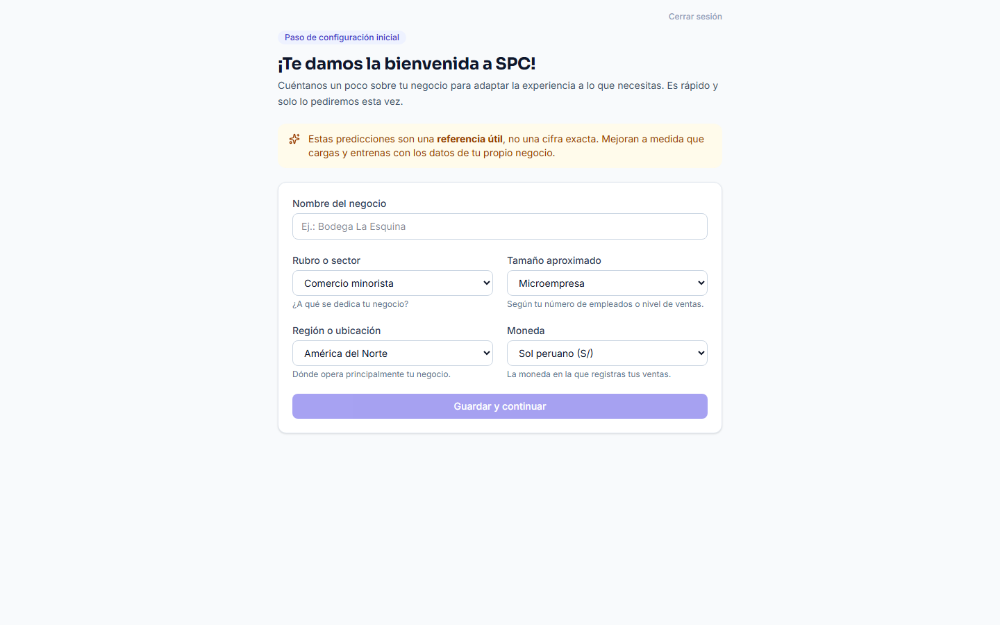 Cerrar sesión
Paso de configuración inicial
¡Te damos la bienvenida a SPC!
Cuéntanos un poco sobre tu negocio para adaptar la experiencia a lo que necesitas. Es rápido y
solo lo pediremos esta vez.
Estas predicciones son una referencia útil, no una cifra exacta. Mejoran a medida que
cargas y entrenas con los datos de tu propio negocio.
Nombre del negocio
Ej.: Bodega La Esquina
Rubro o sector
Comercio minorista
¿A qué se dedica tu negocio?
Tamaño aproximado
Microempresa
Según tu número de empleados o nivel de ventas.
Región o ubicación
América del Norte
Dónde opera principalmente tu negocio.
Moneda
Sol peruano (S/)
La moneda en la que registras tus ventas.
Guardar y continuar